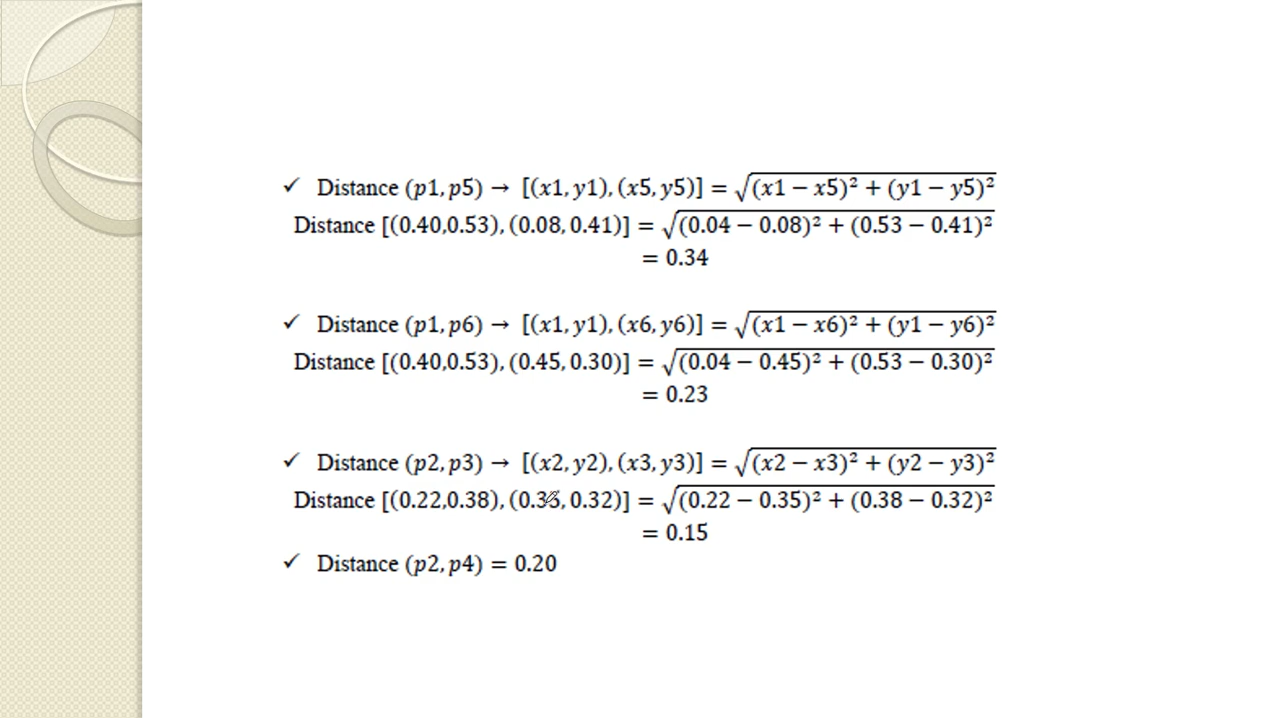 ✓ Distance (p1, p5) → [(x1, y1), (x5, y5)] = √(x1 − x5)² + (y1 − y5)²
Distance [(0.40,0.53), (0.08, 0.41)] = √(0.04 − 0.08)² + (0.53 − 0.41)²
= 0.34
✓ Distance (p1, p6) → [(x1, y1), (x6, y6)] = √(x1 − x6)² + (y1 − y6)²
Distance [(0.40,0.53), (0.45, 0.30)] = √(0.04 − 0.45)² + (0.53 − 0.30)²
= 0.23
✓ Distance (p2, p3) → [(x2, y2), (x3, y3)] = √(x2 − x3)² + (y2 − y3)²
Distance [(0.22,0.38), (0.35, 0.32)] = √(0.22 − 0.35)² + (0.38 − 0.32)²
= 0.15
✓ Distance (p2, p4) = 0.20